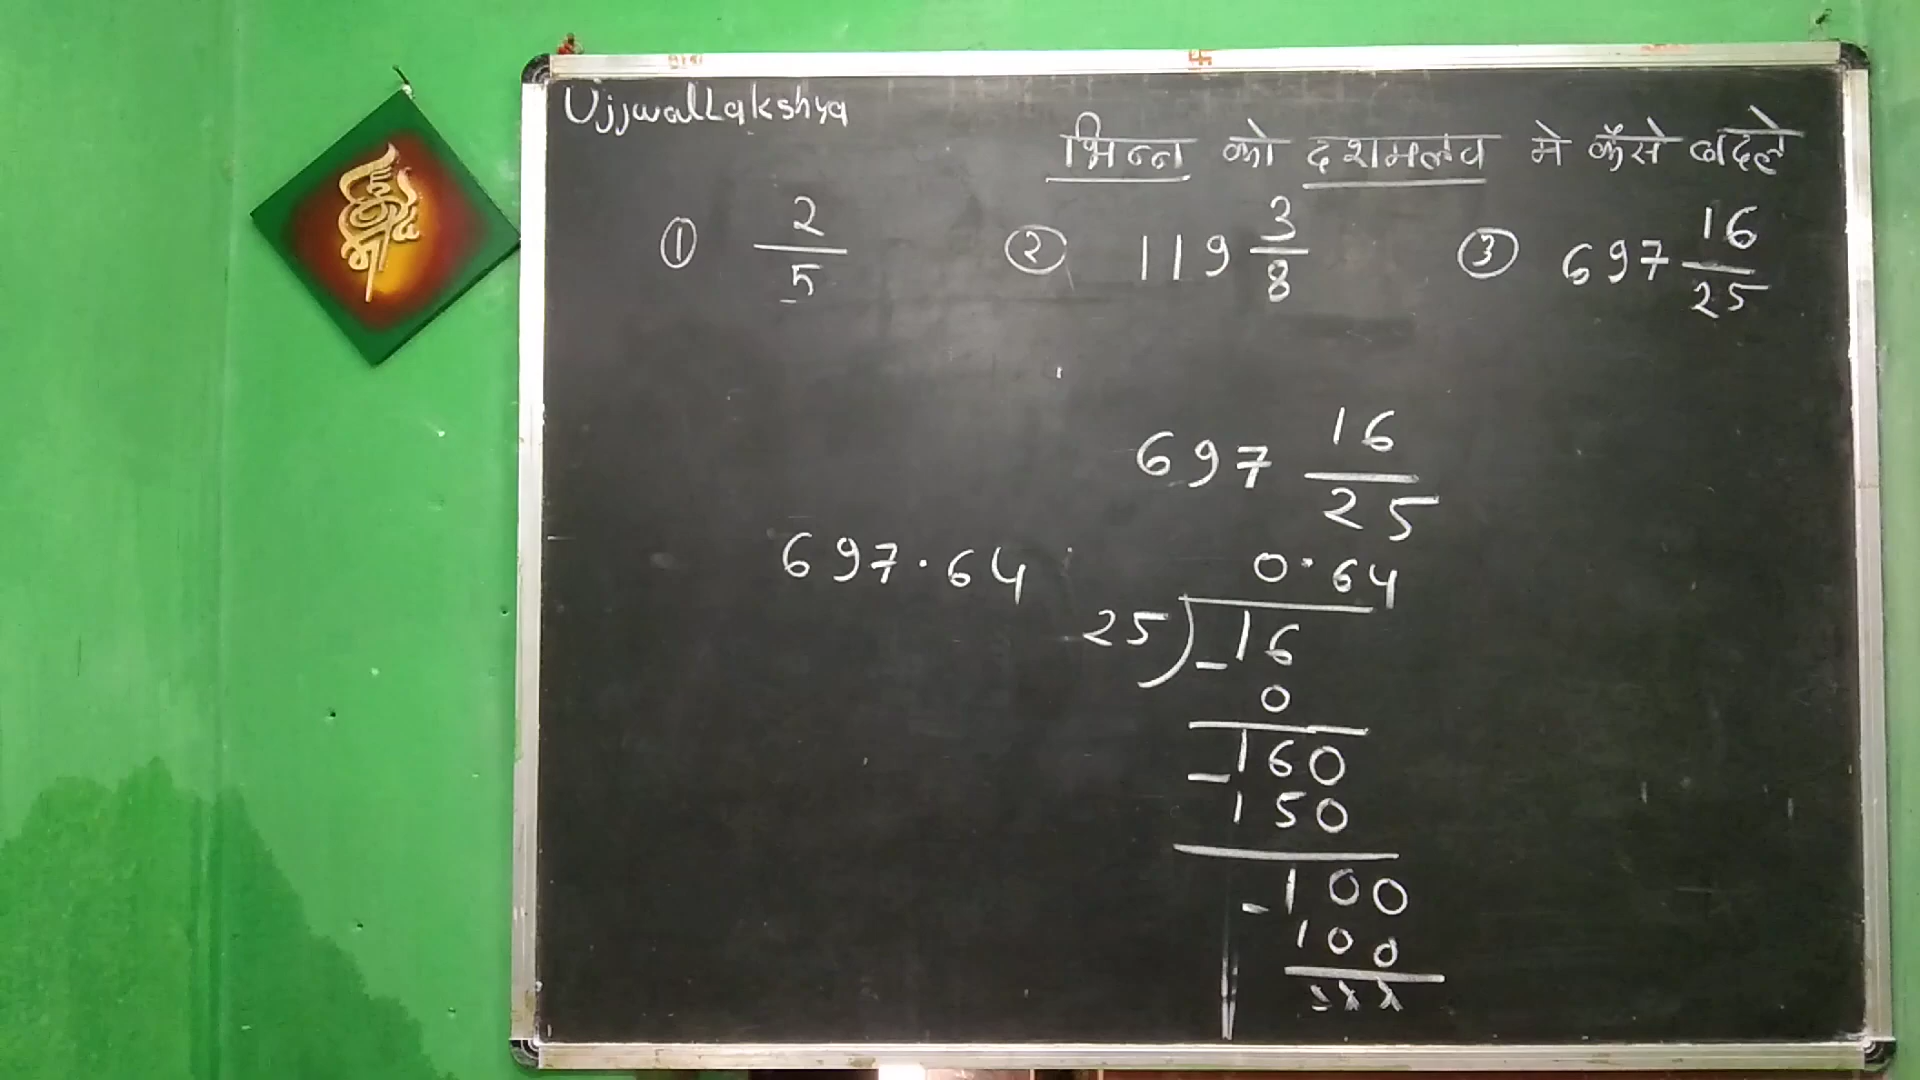 UjjwalLakshya
भिन्न को दशमलव मे कैसे बदले
① 2/5 ② 119 3/8 ③ 697 16/25
697 16/25
697.64
0.64
25)-16
0
-160
150
-100
100
xxx